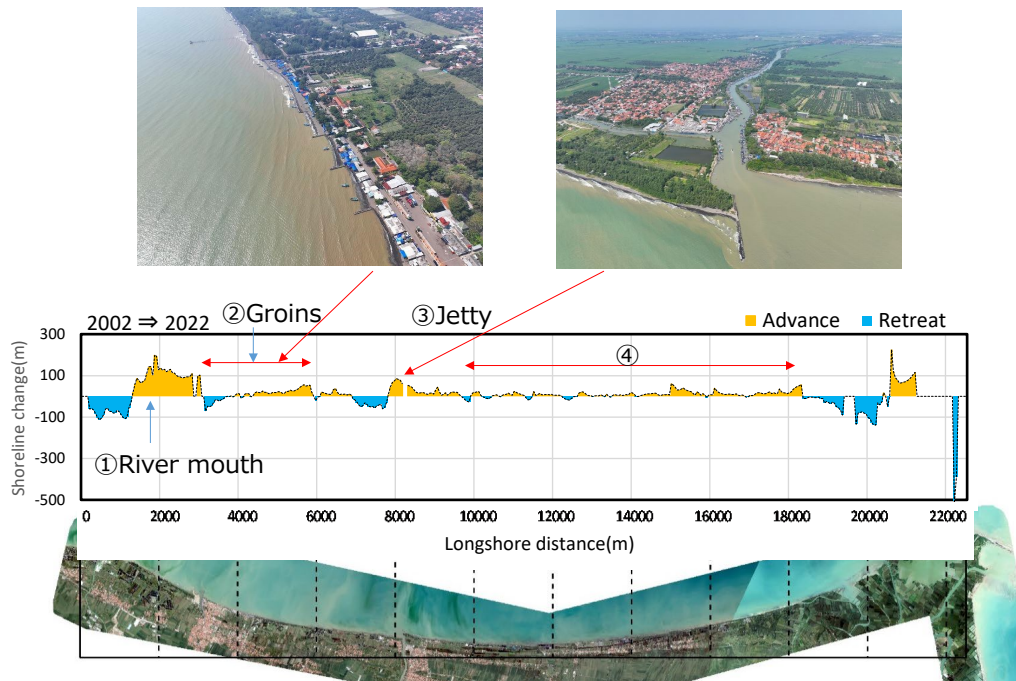 2002 ⇒ 2022
②Groins
③Jetty
Advance
Retreat
④
①River mouth
Shoreline change(m)
300
100
-100
-300
-500
0
2000
4000
6000
8000
10000
12000
14000
16000
18000
20000
22000
Longshore distance(m)